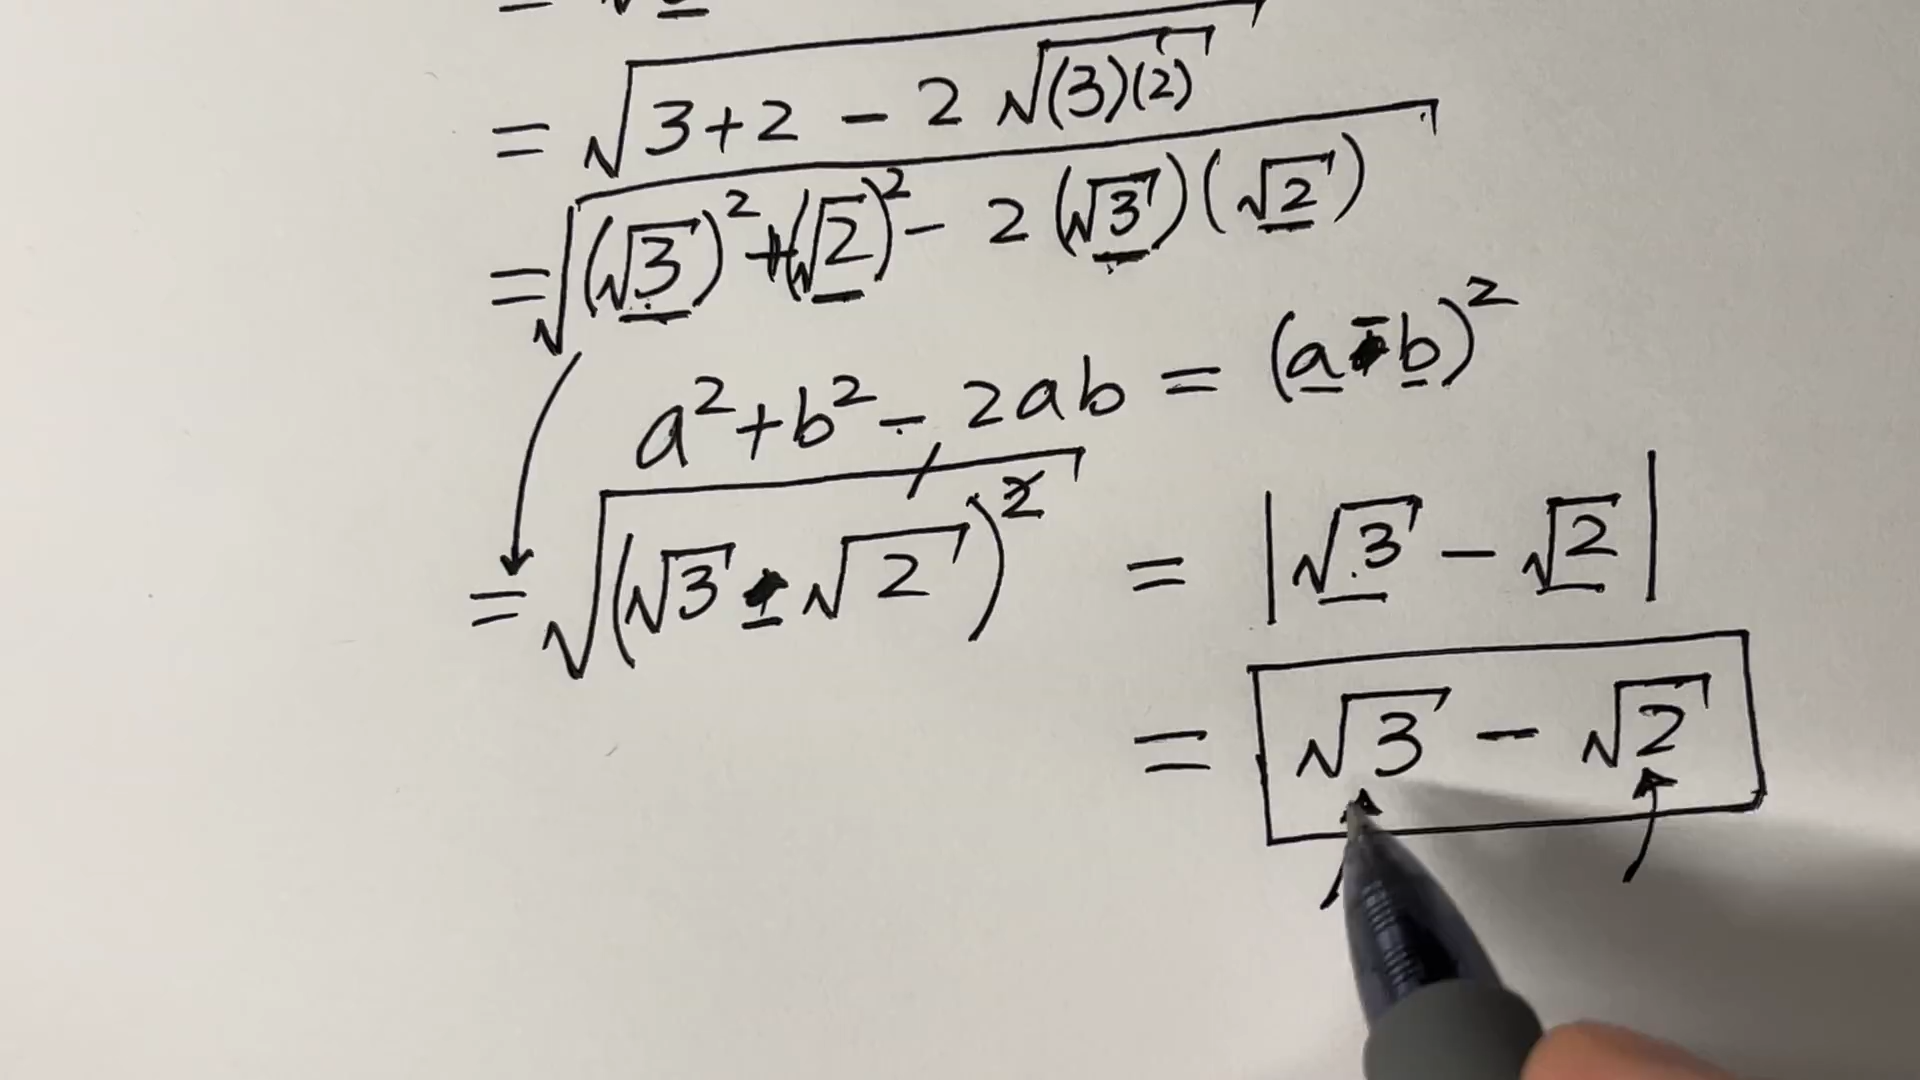 = √(3+2 - 2√(3)(2))
= √((√3)²+(√2)² - 2(√3)(√2))
a²+b² - 2ab = (a-b)²
= √((√3 - √2)²) = |√3 - √2|
= √3 - √2